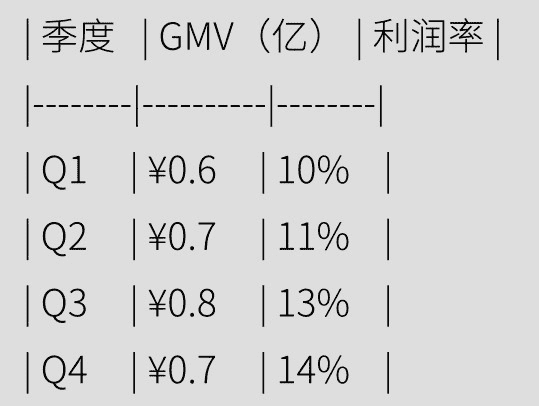 | 季度   | GMV（亿） | 利润率 |
|--------|----------|--------|
| Q1    | ¥0.6    | 10%   |
| Q2    | ¥0.7    | 11%   |
| Q3    | ¥0.8    | 13%   |
| Q4    | ¥0.7    | 14%   |